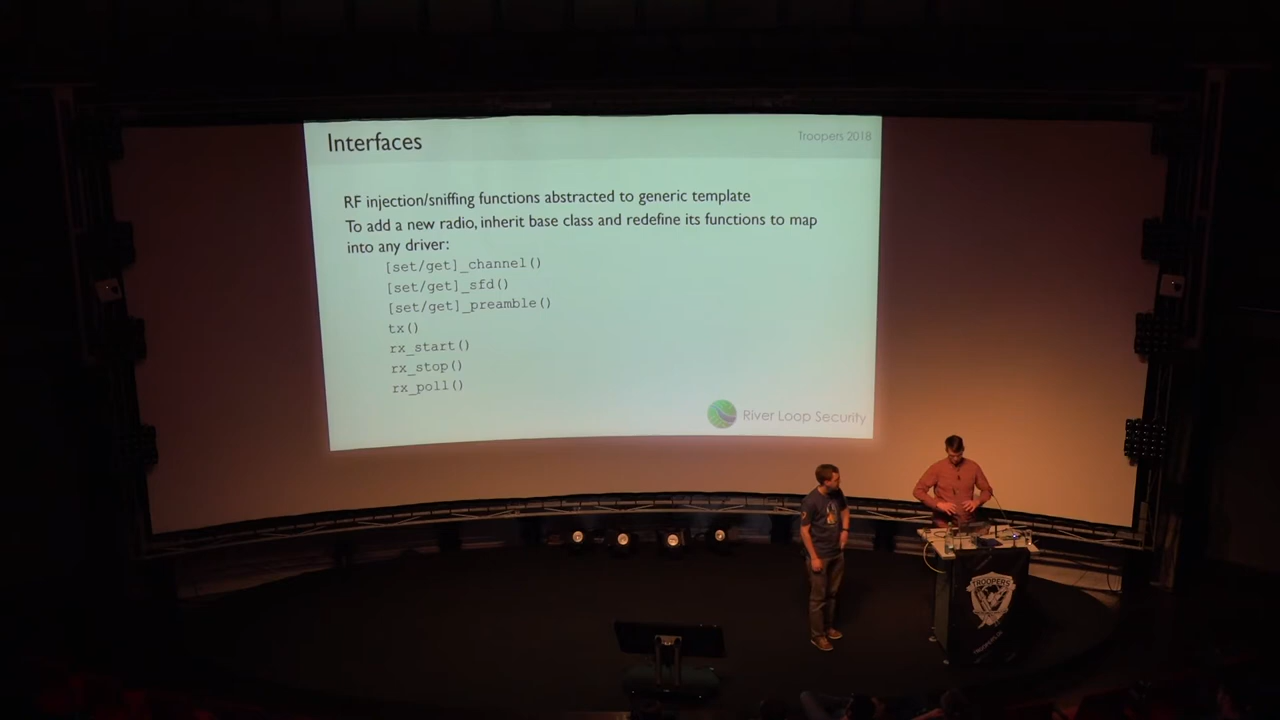 Interfaces
Troopers 2018
RF injection/sniffing functions abstracted to generic template
To add a new radio, inherit base class and redefine its functions to map
into any driver:
[set/get]_channel()
[set/get]_sfd()
[set/get]_preamble()
tx()
rx_start()
rx_stop()
rx_poll()
River Loop Security
TROOPERS